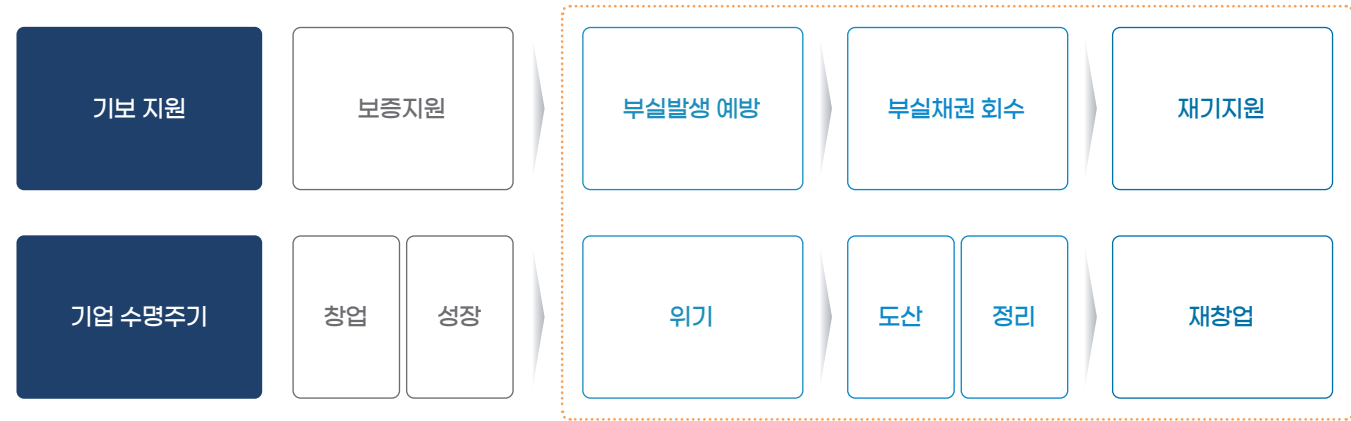 기보 지원
보증지원
부실발생 예방
부실채권 회수
재기지원
기업 수명주기
창업
성장
위기
도산
정리
재창업